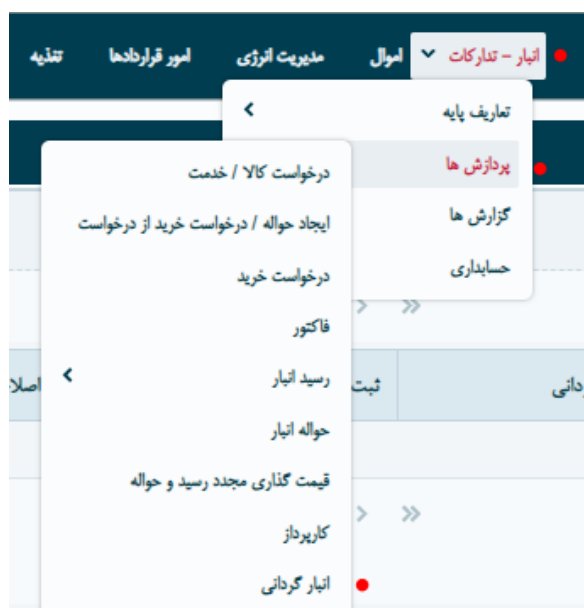 انبار - تدارکات اموال مدیریت انرژی امور قراردادها تغذیه
تعاریف پایه
پردازش ها
گزارش ها
حسابداری
درخواست کالا / خدمت
ایجاد حواله / درخواست خرید از درخواست
درخواست خرید
فاکتور
رسید انبار
حواله انبار
قیمت گذاری مجدد رسید و حواله
کارپرداز
انبار گردانی
ثبت